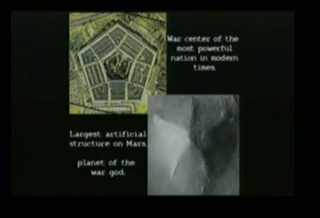 War center of the
most powerful
nation in modern
times
Largest artificial
structure on Mars,
planet of the
war god.